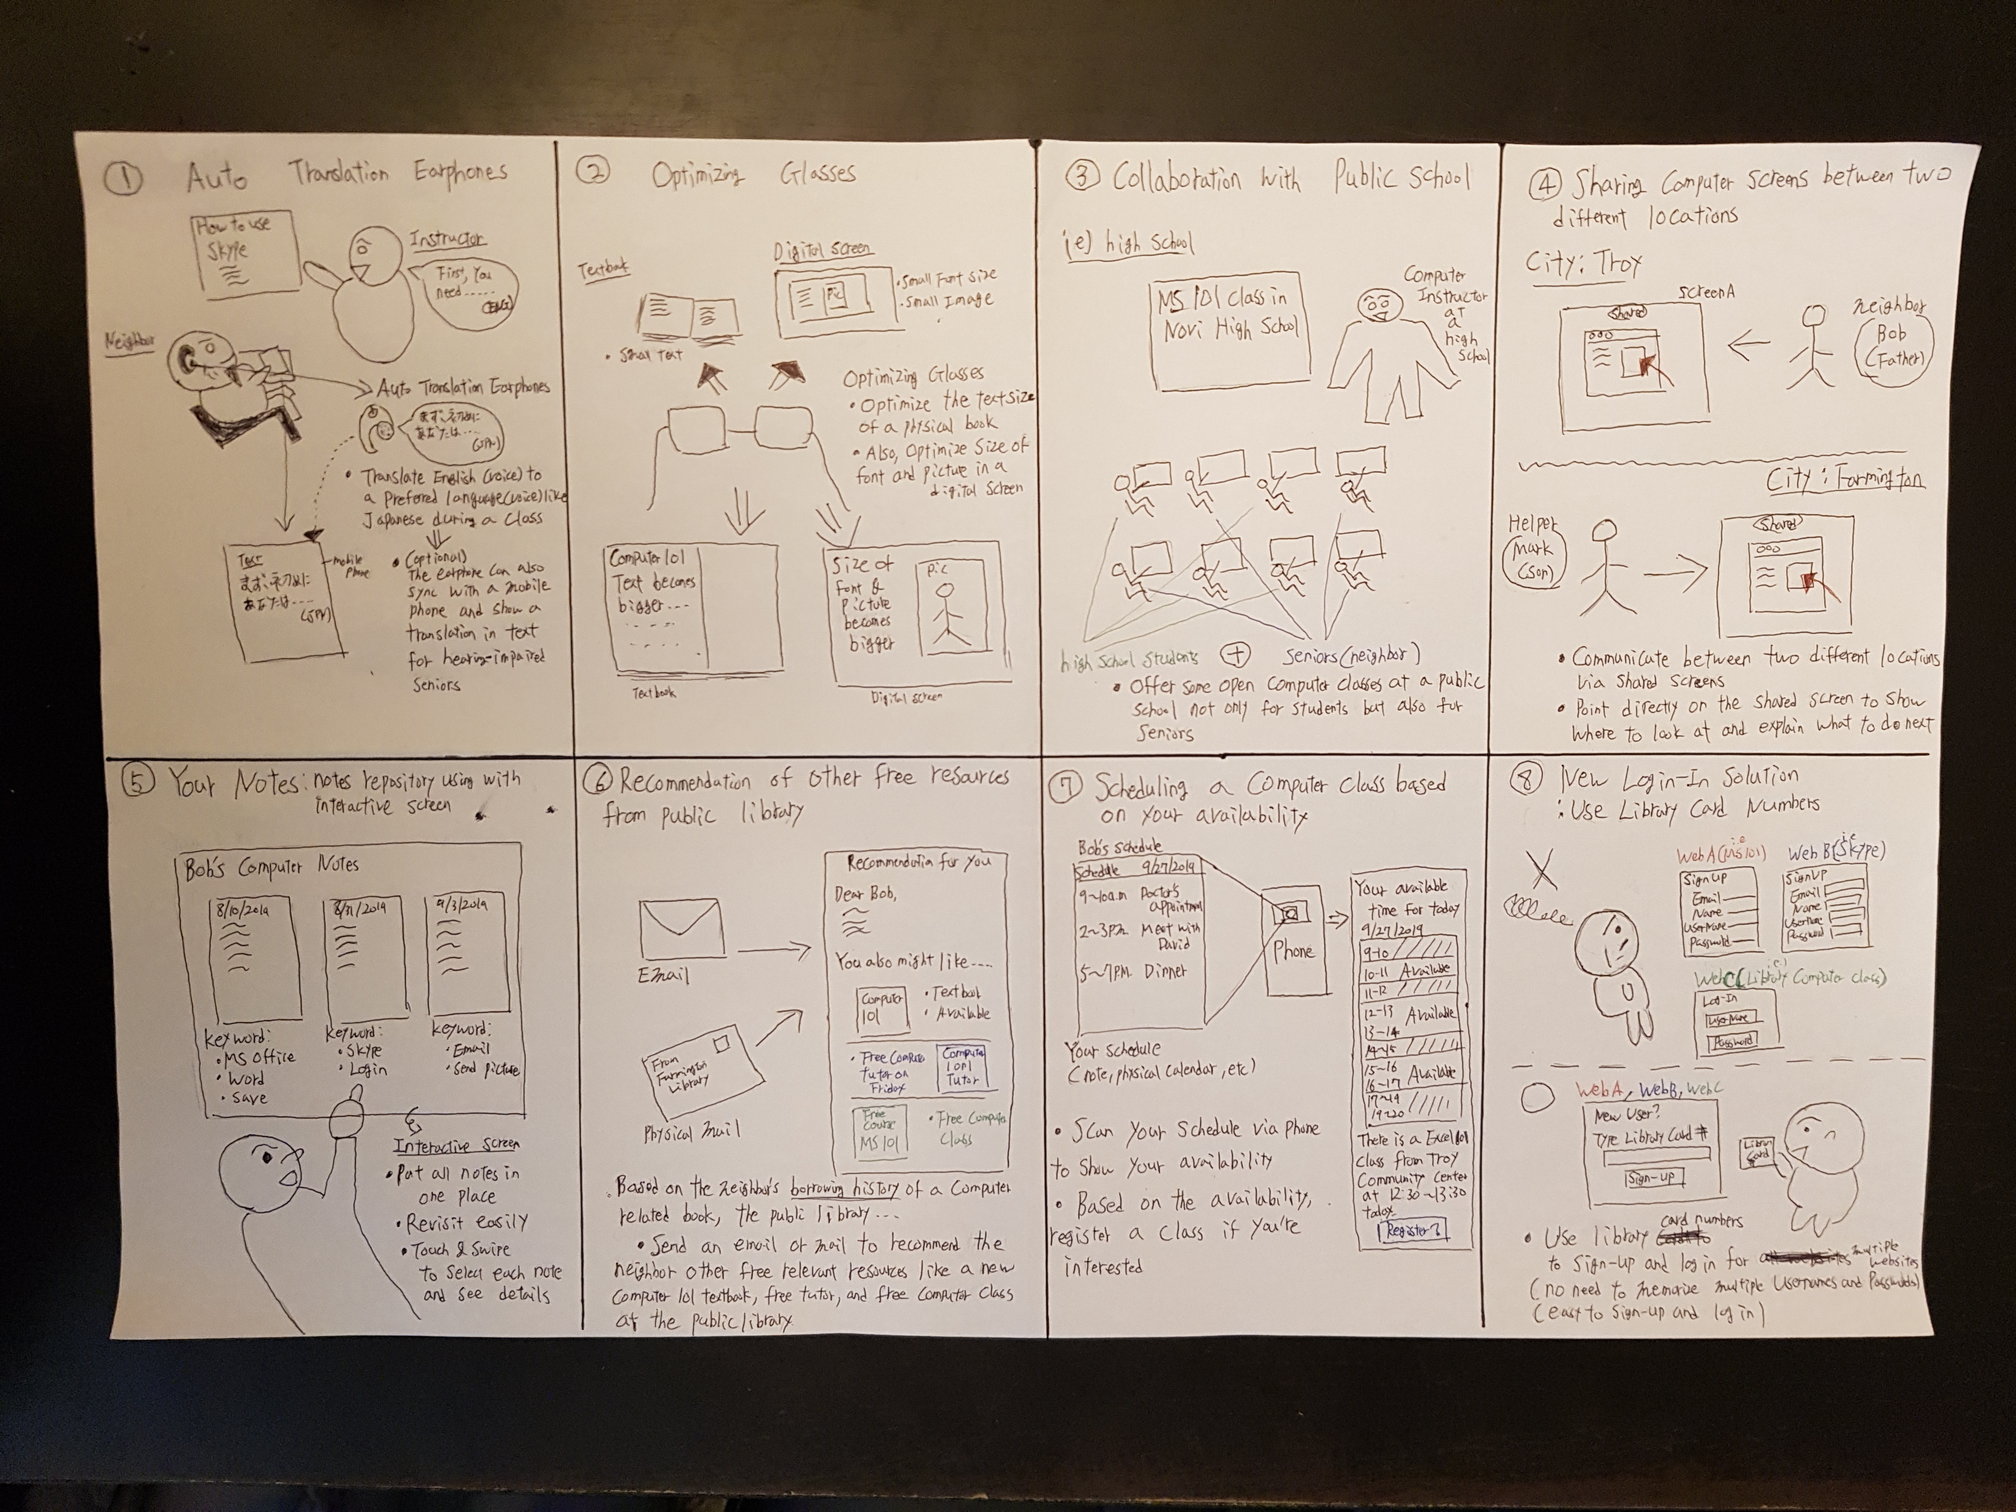 ① Auto Translation Earphones
How to use
Skype
Instructor
First, You
need......
(ENG)
Neighbor
Auto Translation Earphones
まず、初めに
あなたは....
(JPN)
• Translate English (voice) to
a Prefered language (voice) like
Japanese during a class
• (optional)
The earphone can also
sync with a mobile
phone and show a
translation in text
for hearing-impaired
Seniors
Text
まず、初めに
あなたは....
(JPN)
mobile
phone
② Optimizing Glasses
Textbook
• Small text
Digital Screen
Pic
• Small Font Size
• Small Image
Optimizing Glasses
• Optimize the text size
of a physical book
• Also, Optimize Size of
font and picture in a
digital screen
Computer 101
Text becomes
bigger....
Textbook
Size of
font &
Picture
becomes
bigger
Pic
Digital Screen
③ Collaboration with Public School
(ie) high school
MS 101 class in
Novi High School
Computer
Instructor
at
a
high
School
high school students
+
Seniors (neighbor)
• Offer some open computer classes at a public
School not only for students but also for
Seniors
④ Sharing Computer Screens between two
different locations
City: Troy
Screen A
Shared
Neighbor
Bob
(Father)
City: Farmington
Helper
Mark
(Son)
Shared
• Communicate between two different locations
via shared screens
• Point directly on the shared screen to show
where to look at and explain what to do next
⑤ Your Notes: notes repository using with
interactive screen
Bob's Computer Notes
8/10/2019
8/31/2019
9/3/2019
Keyword:
• MS Office
• Word
• Save
Keyword:
• Skype
• Login
Keyword:
• Email
• Send Picture
Interactive Screen
• Put all notes in
one place
• Revisit easily
• Touch & Swipe
to select each note
and see details
⑥ Recommendation of other free resources
from public library
Email
From
Farmington
Library
Physical mail
Recommendation for you
Dear Bob,
You also might like....
Computer
101
• Textbook
• Available
• Free Computer
tutor on
Friday
Computer
101
Tutor
Free
Course
MS 101
• Free Computer
Class
. Based on the neighbor's borrowing history of a computer
related book, the public library...
• Send an email or mail to recommend the
neighbor other free relevant resources like a new
Computer 101 textbook, free tutor, and free computer class
at the public library
⑦ Scheduling a Computer Class based
on your availability
Bob's Schedule
Schedule 9/27/2019
9~10a.m Doctor's
appointment
2~3PM Meet with
David
5~7PM Dinner
Your Schedule
(note, physical calendar, etc)
Phone
Your available
time for today
9/27/2019
9-10
10-11 Available
11-12
12-13 Available
13-14
14-15
15-16
16-17 Available
17-19
19-20
There is a Excel 101
class from Troy
Community Center
at 12:30~13:30
today.
Register?
• Scan your schedule via phone
to show your availability
• Based on the availability,
register a class if you're
interested
⑧ New Login-In Solution
: Use Library Card Numbers
i.e
Web A (MS 101)
Sign up
Email
Name
UserName
Password
i.e
Web B (Skype)
Sign UP
Email
Name
UserName
Password
i.e
Web C (Library Computer Class)
Log-In
UserName
Password
Web A, Web B, Web C
New User?
Type Library Card #
Sign-up
Library
Card
• Use library card numbers
to sign-up and log in for multiple
websites
(no need to memorize multiple Usernames and Passwords)
(easy to sign-up and log in)